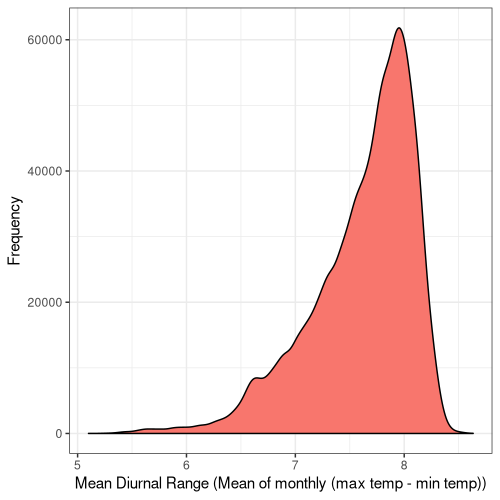 Frequency
60000
40000
20000
0
5 6 7 8
Mean Diurnal Range (Mean of monthly (max temp - min temp))